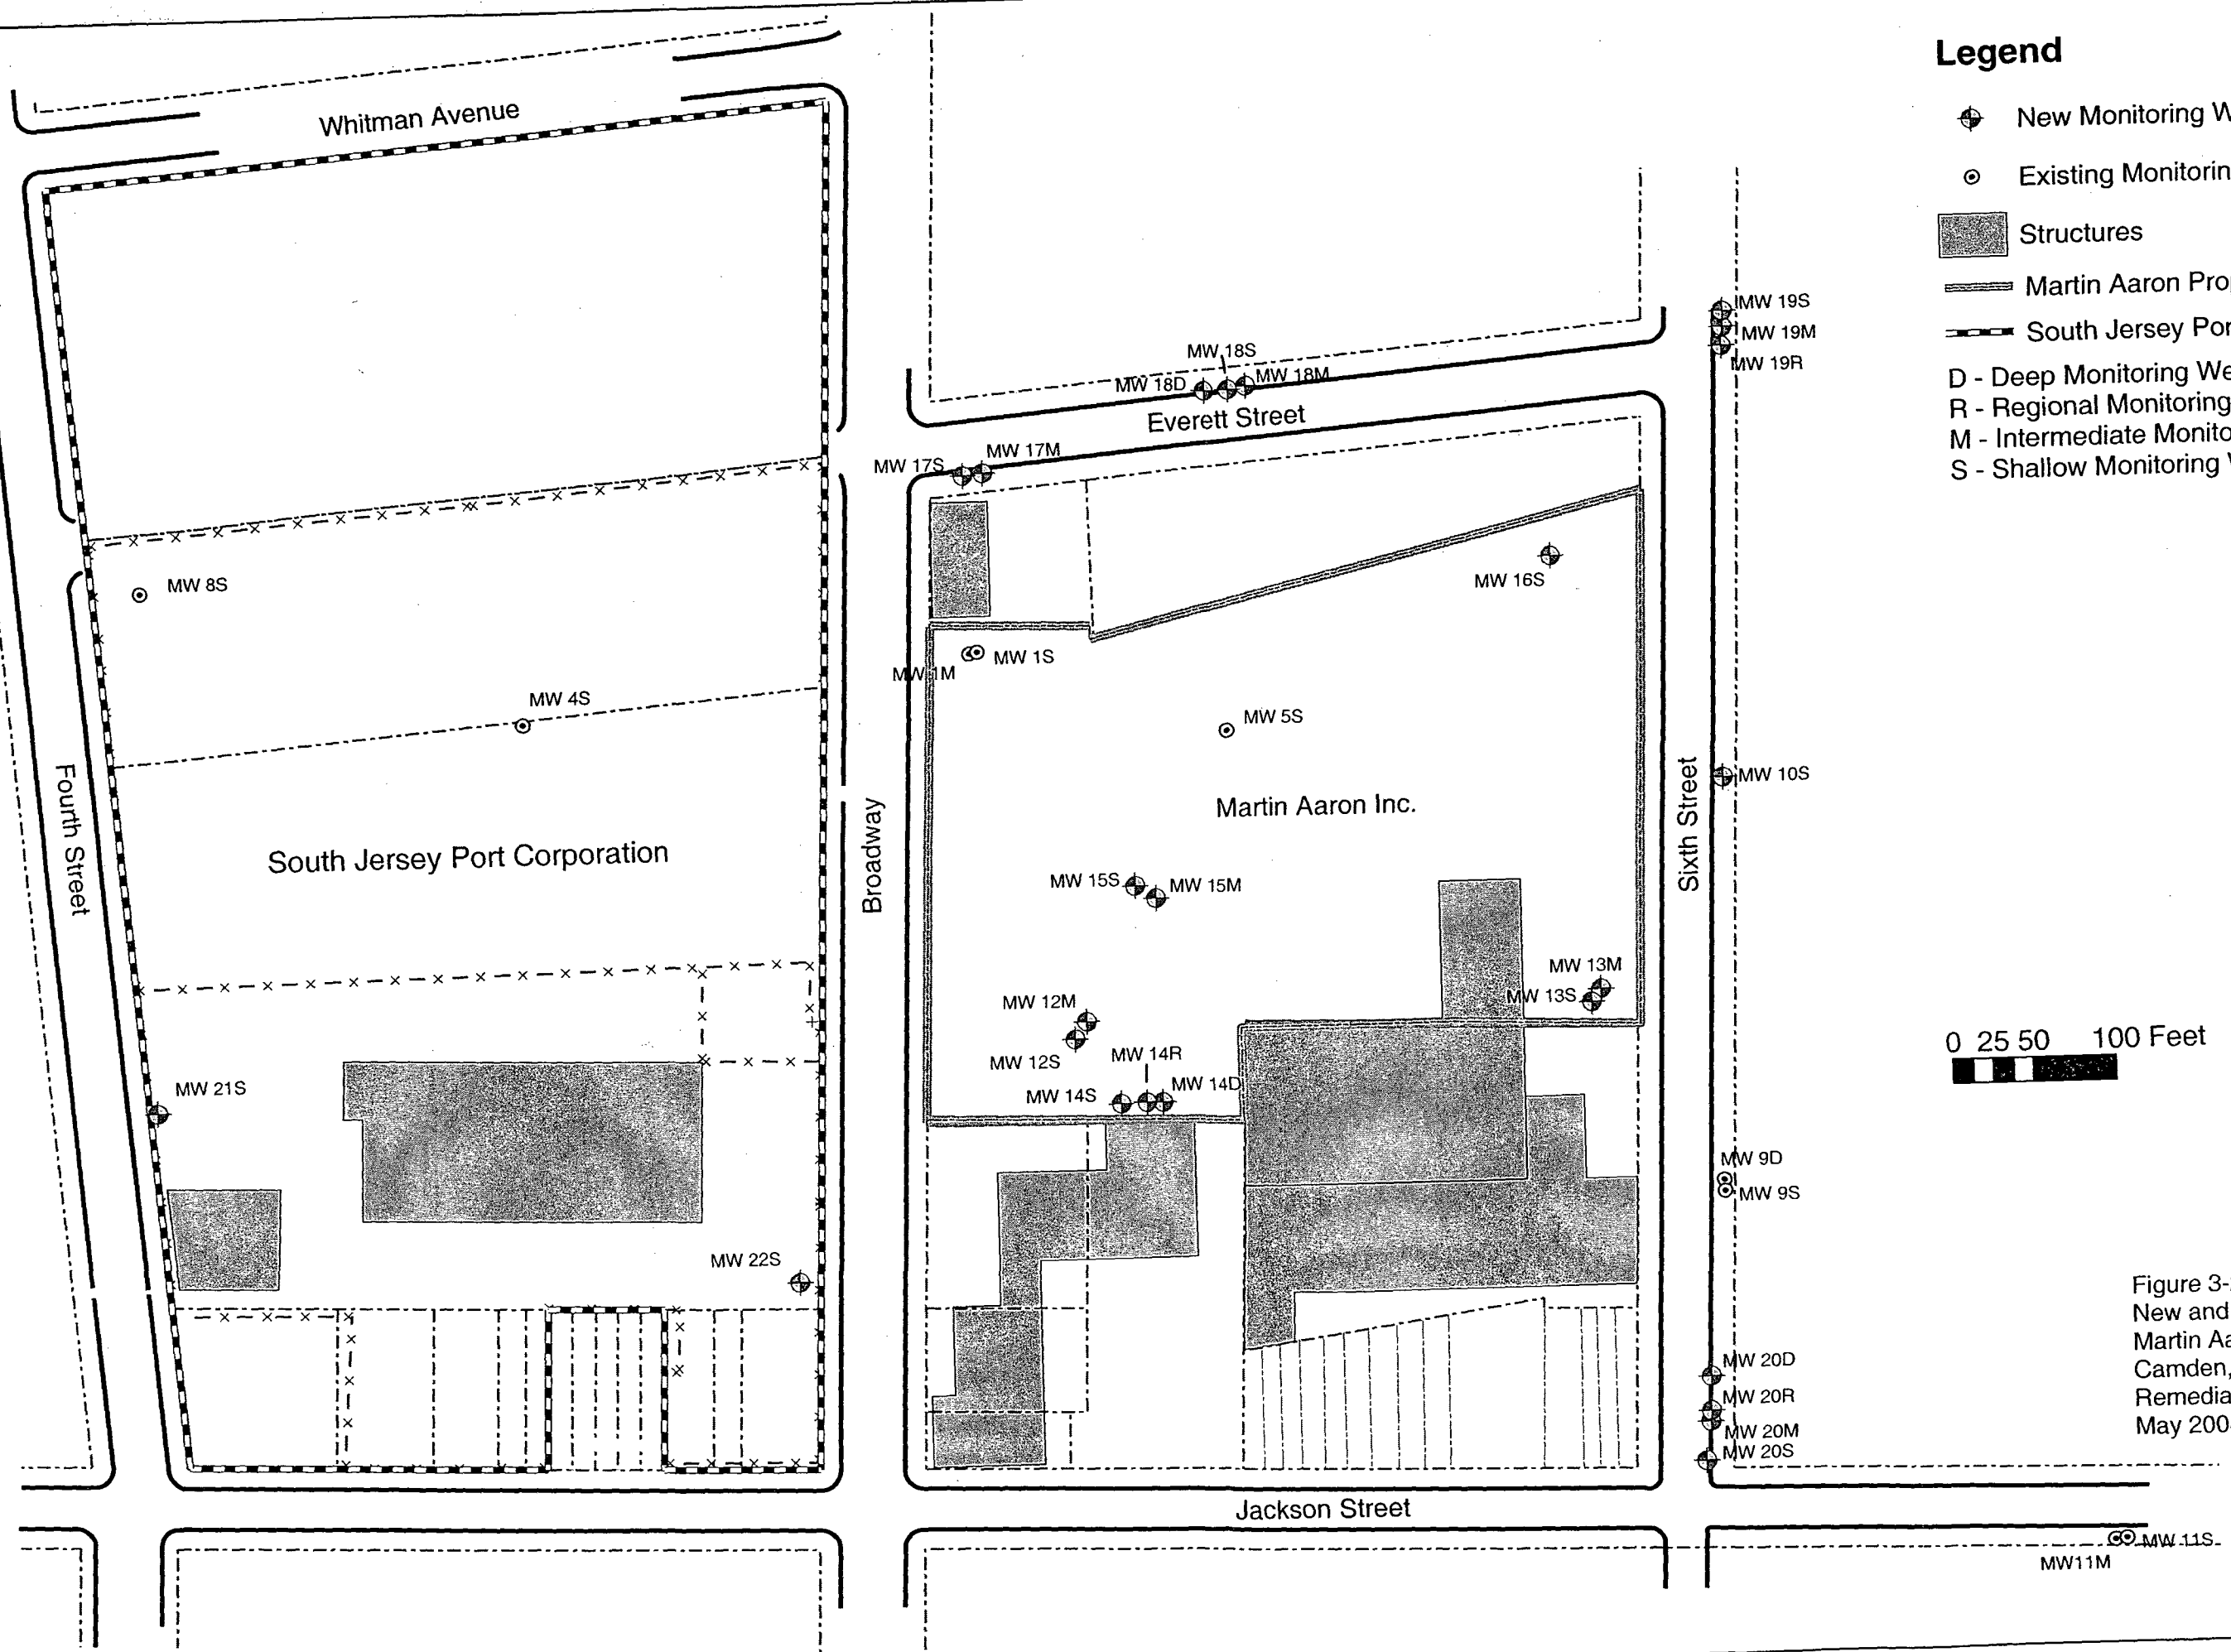 Legend
New Monitoring W
Existing Monitorin
Structures
Martin Aaron Pro
South Jersey Por
D - Deep Monitoring We
R - Regional Monitoring
M - Intermediate Monito
S - Shallow Monitoring
Whitman Avenue
MW 19S
MW 19M
MW 19R
MW 18S
MW 18D
MW 18M
Everett Street
MW 17S
MW 17M
MW 16S
MW 8S
MW 1S
MW 1M
MW 4S
MW 5S
MW 10S
Martin Aaron Inc.
Fourth Street
South Jersey Port Corporation
Broadway
Sixth Street
MW 15S
MW 15M
MW 13M
MW 13S
MW 12M
MW 12S
MW 14R
MW 14D
MW 14S
0 25 50 100 Feet
MW 21S
MW 9D
MW 9S
MW 22S
Figure 3-
New and
Martin Aa
Camden,
Remedia
May 200
MW 20D
MW 20R
MW 20M
MW 20S
Jackson Street
MW 11S
MW11M